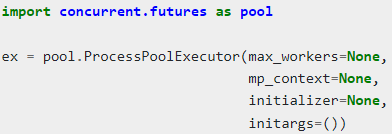 import concurrent.futures as pool
ex = pool.ProcessPoolExecutor(max_workers=None,
                              mp_context=None,
                              initializer=None,
                              initargs=())